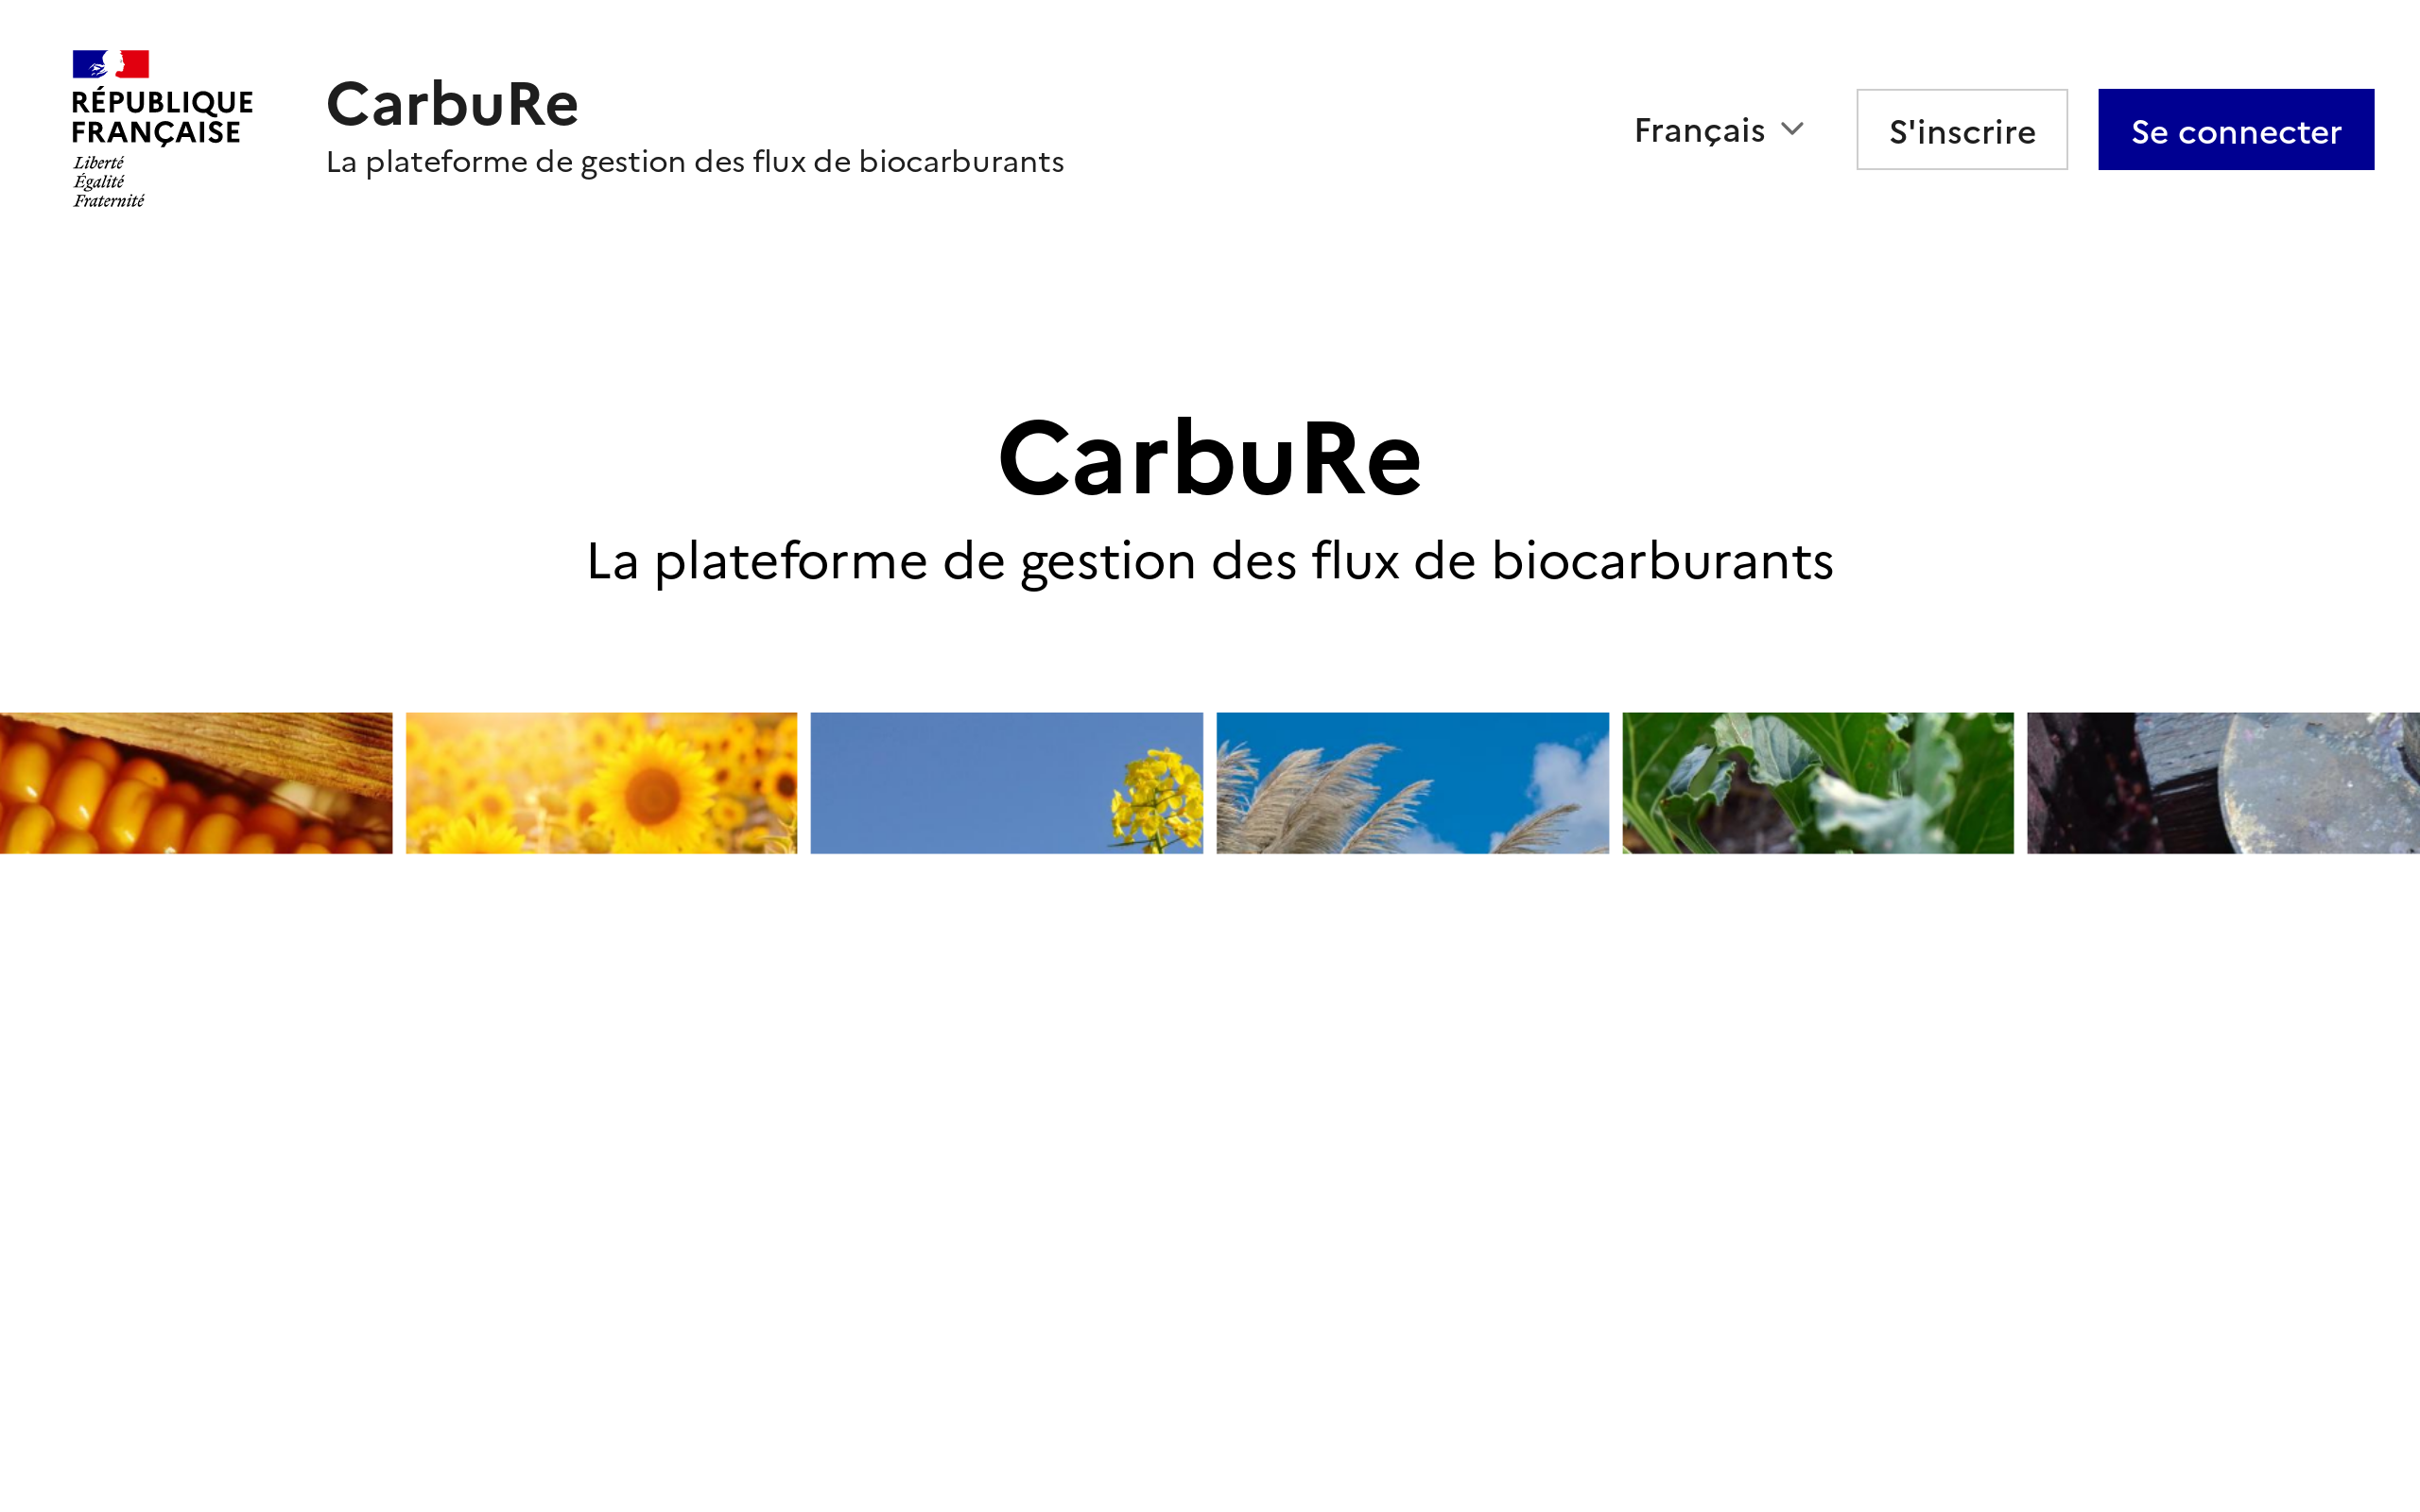 RÉPUBLIQUE
FRANÇAISE
Liberté
Égalité
Fraternité
CarbuRe
La plateforme de gestion des flux de biocarburants
Français
S'inscrire
Se connecter
CarbuRe
La plateforme de gestion des flux de biocarburants